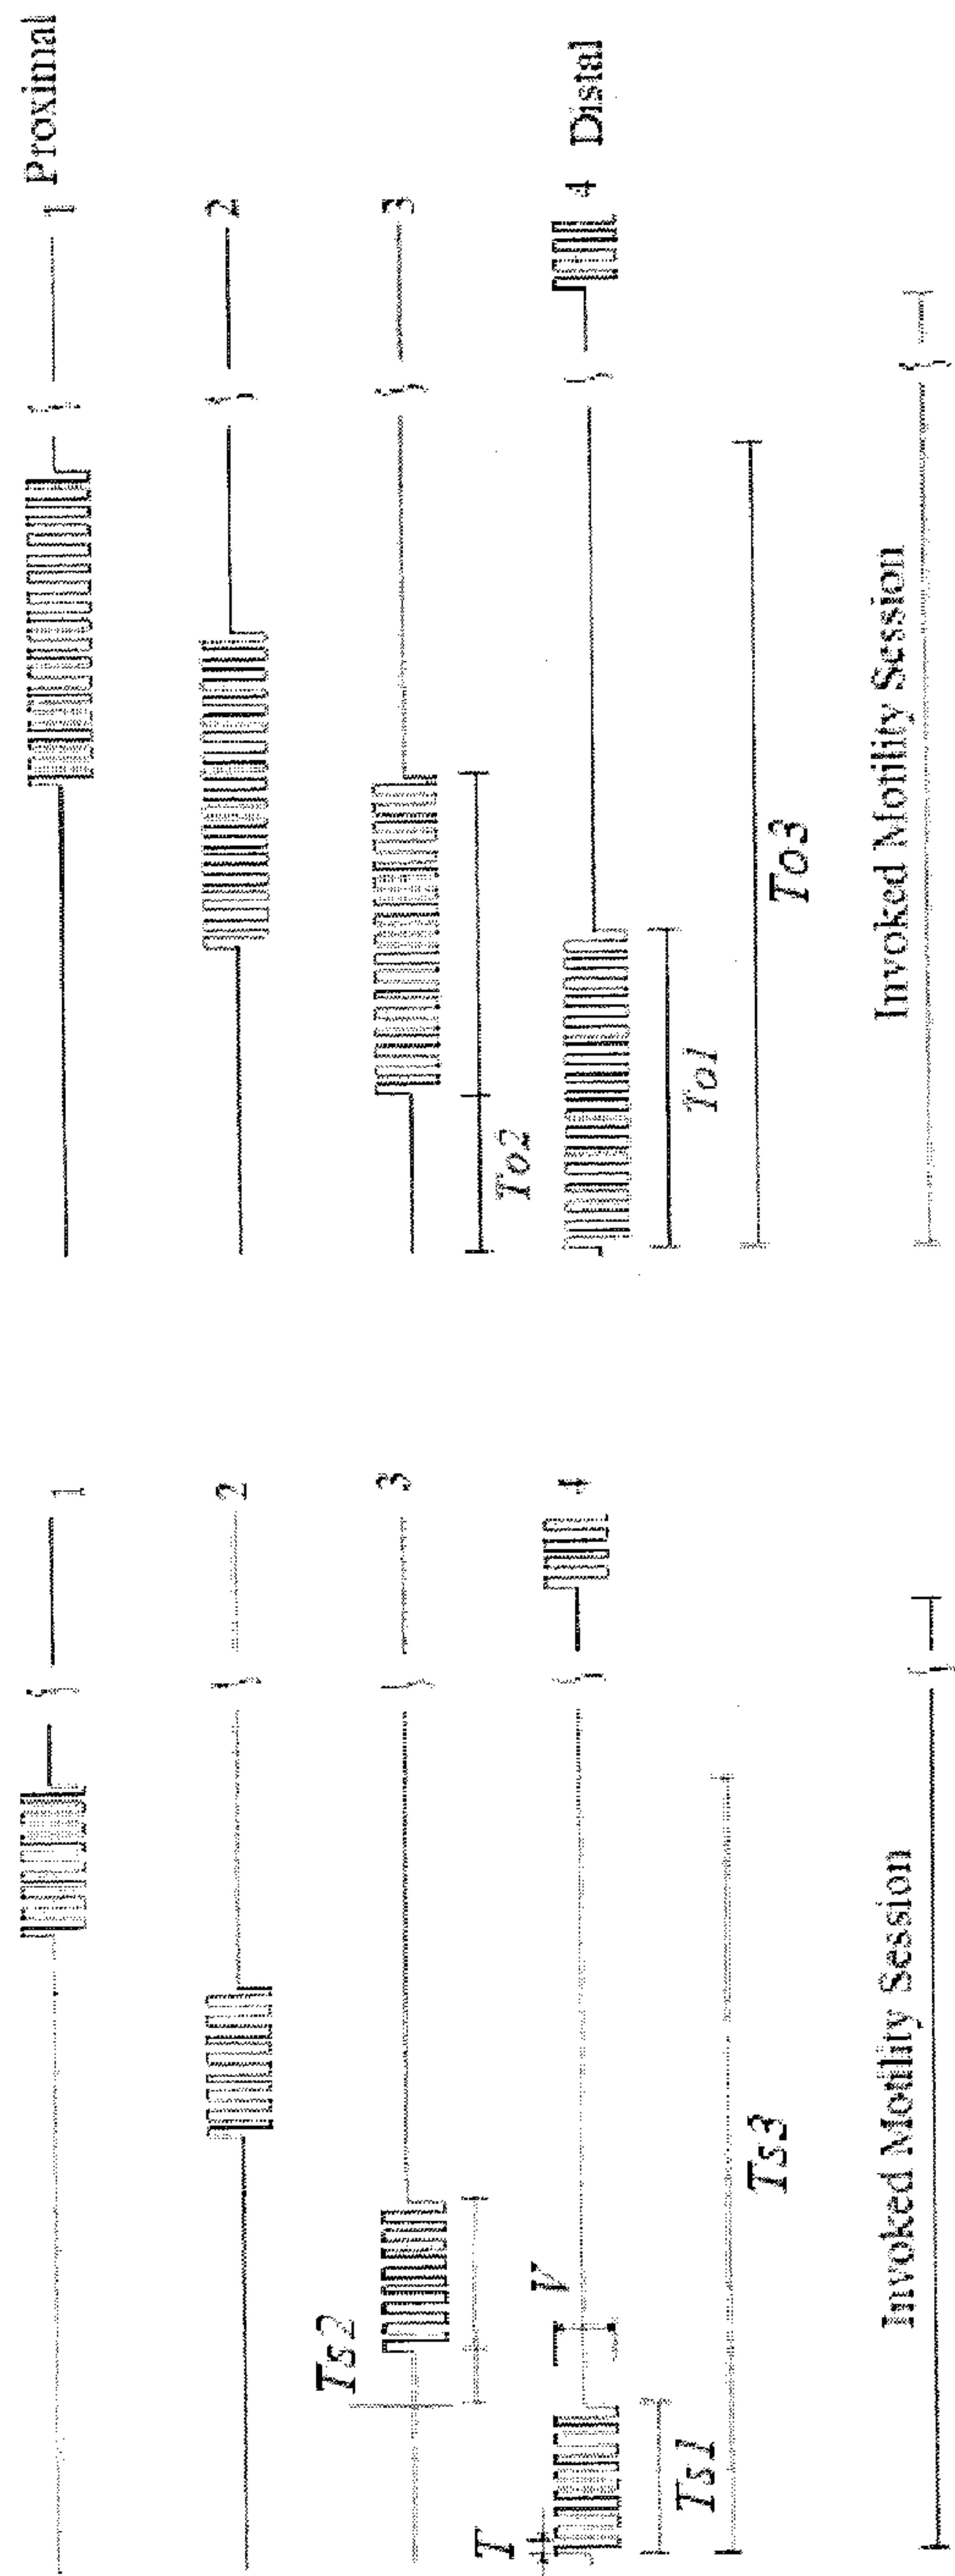 Proximal
1
2
3
4 Distal
To2
To1
To3
Invoked Motility Session
1
2
3
4
Ts2
V
T
Ts1
Ts3
Invoked Motility Session